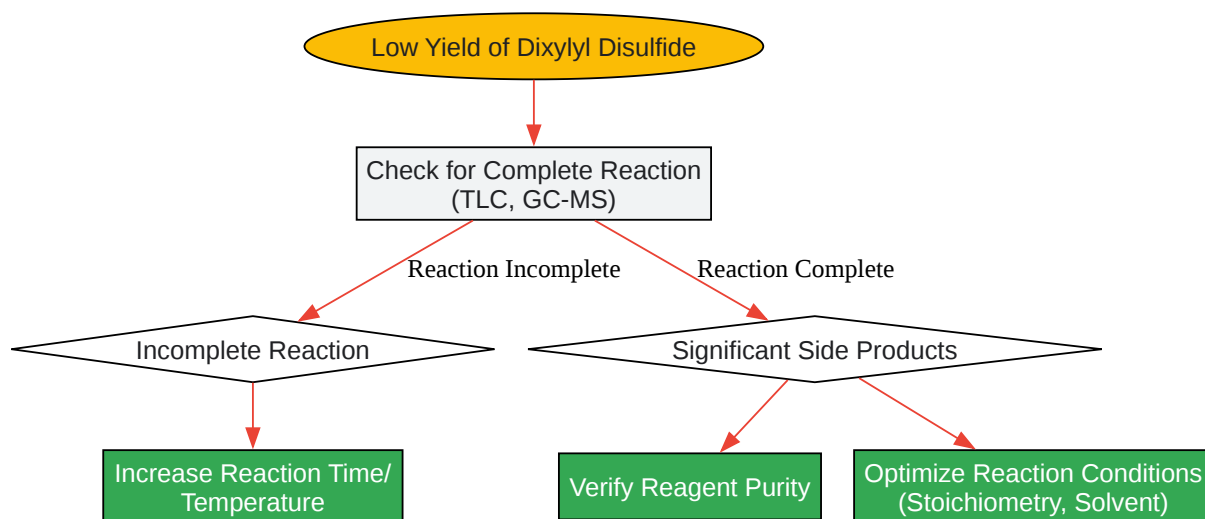 Low Yield of Dixylyl Disulfide
Check for Complete Reaction
(TLC, GC-MS)
Reaction Incomplete
Reaction Complete
Incomplete Reaction
Significant Side Products
Increase Reaction Time/
Temperature
Verify Reagent Purity
Optimize Reaction Conditions
(Stoichiometry, Solvent)